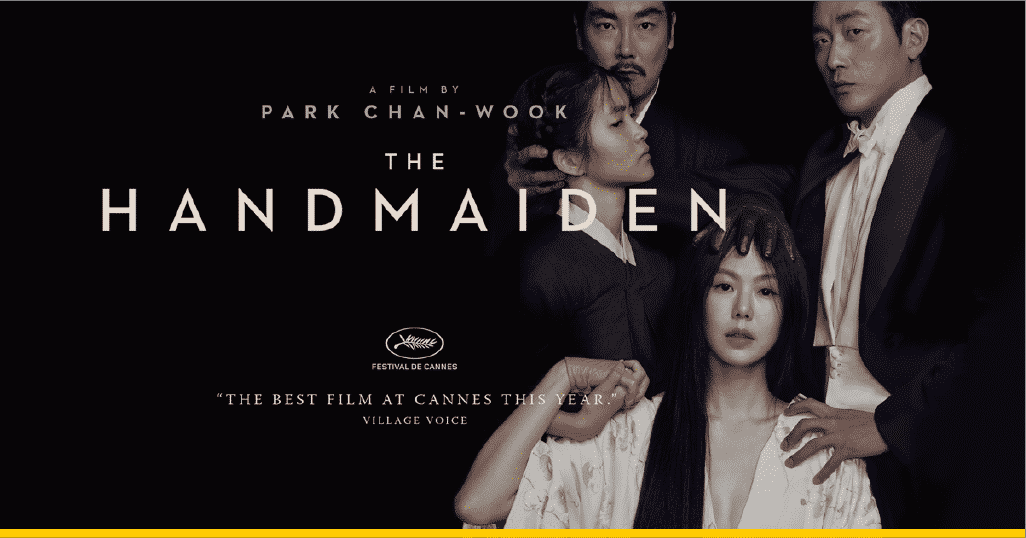 A FILM BY
PARK CHAN-WOOK
THE
HANDMAIDEN
FESTIVAL DE CANNES
“THE BEST FILM AT CANNES THIS YEAR.”
VILLAGE VOICE